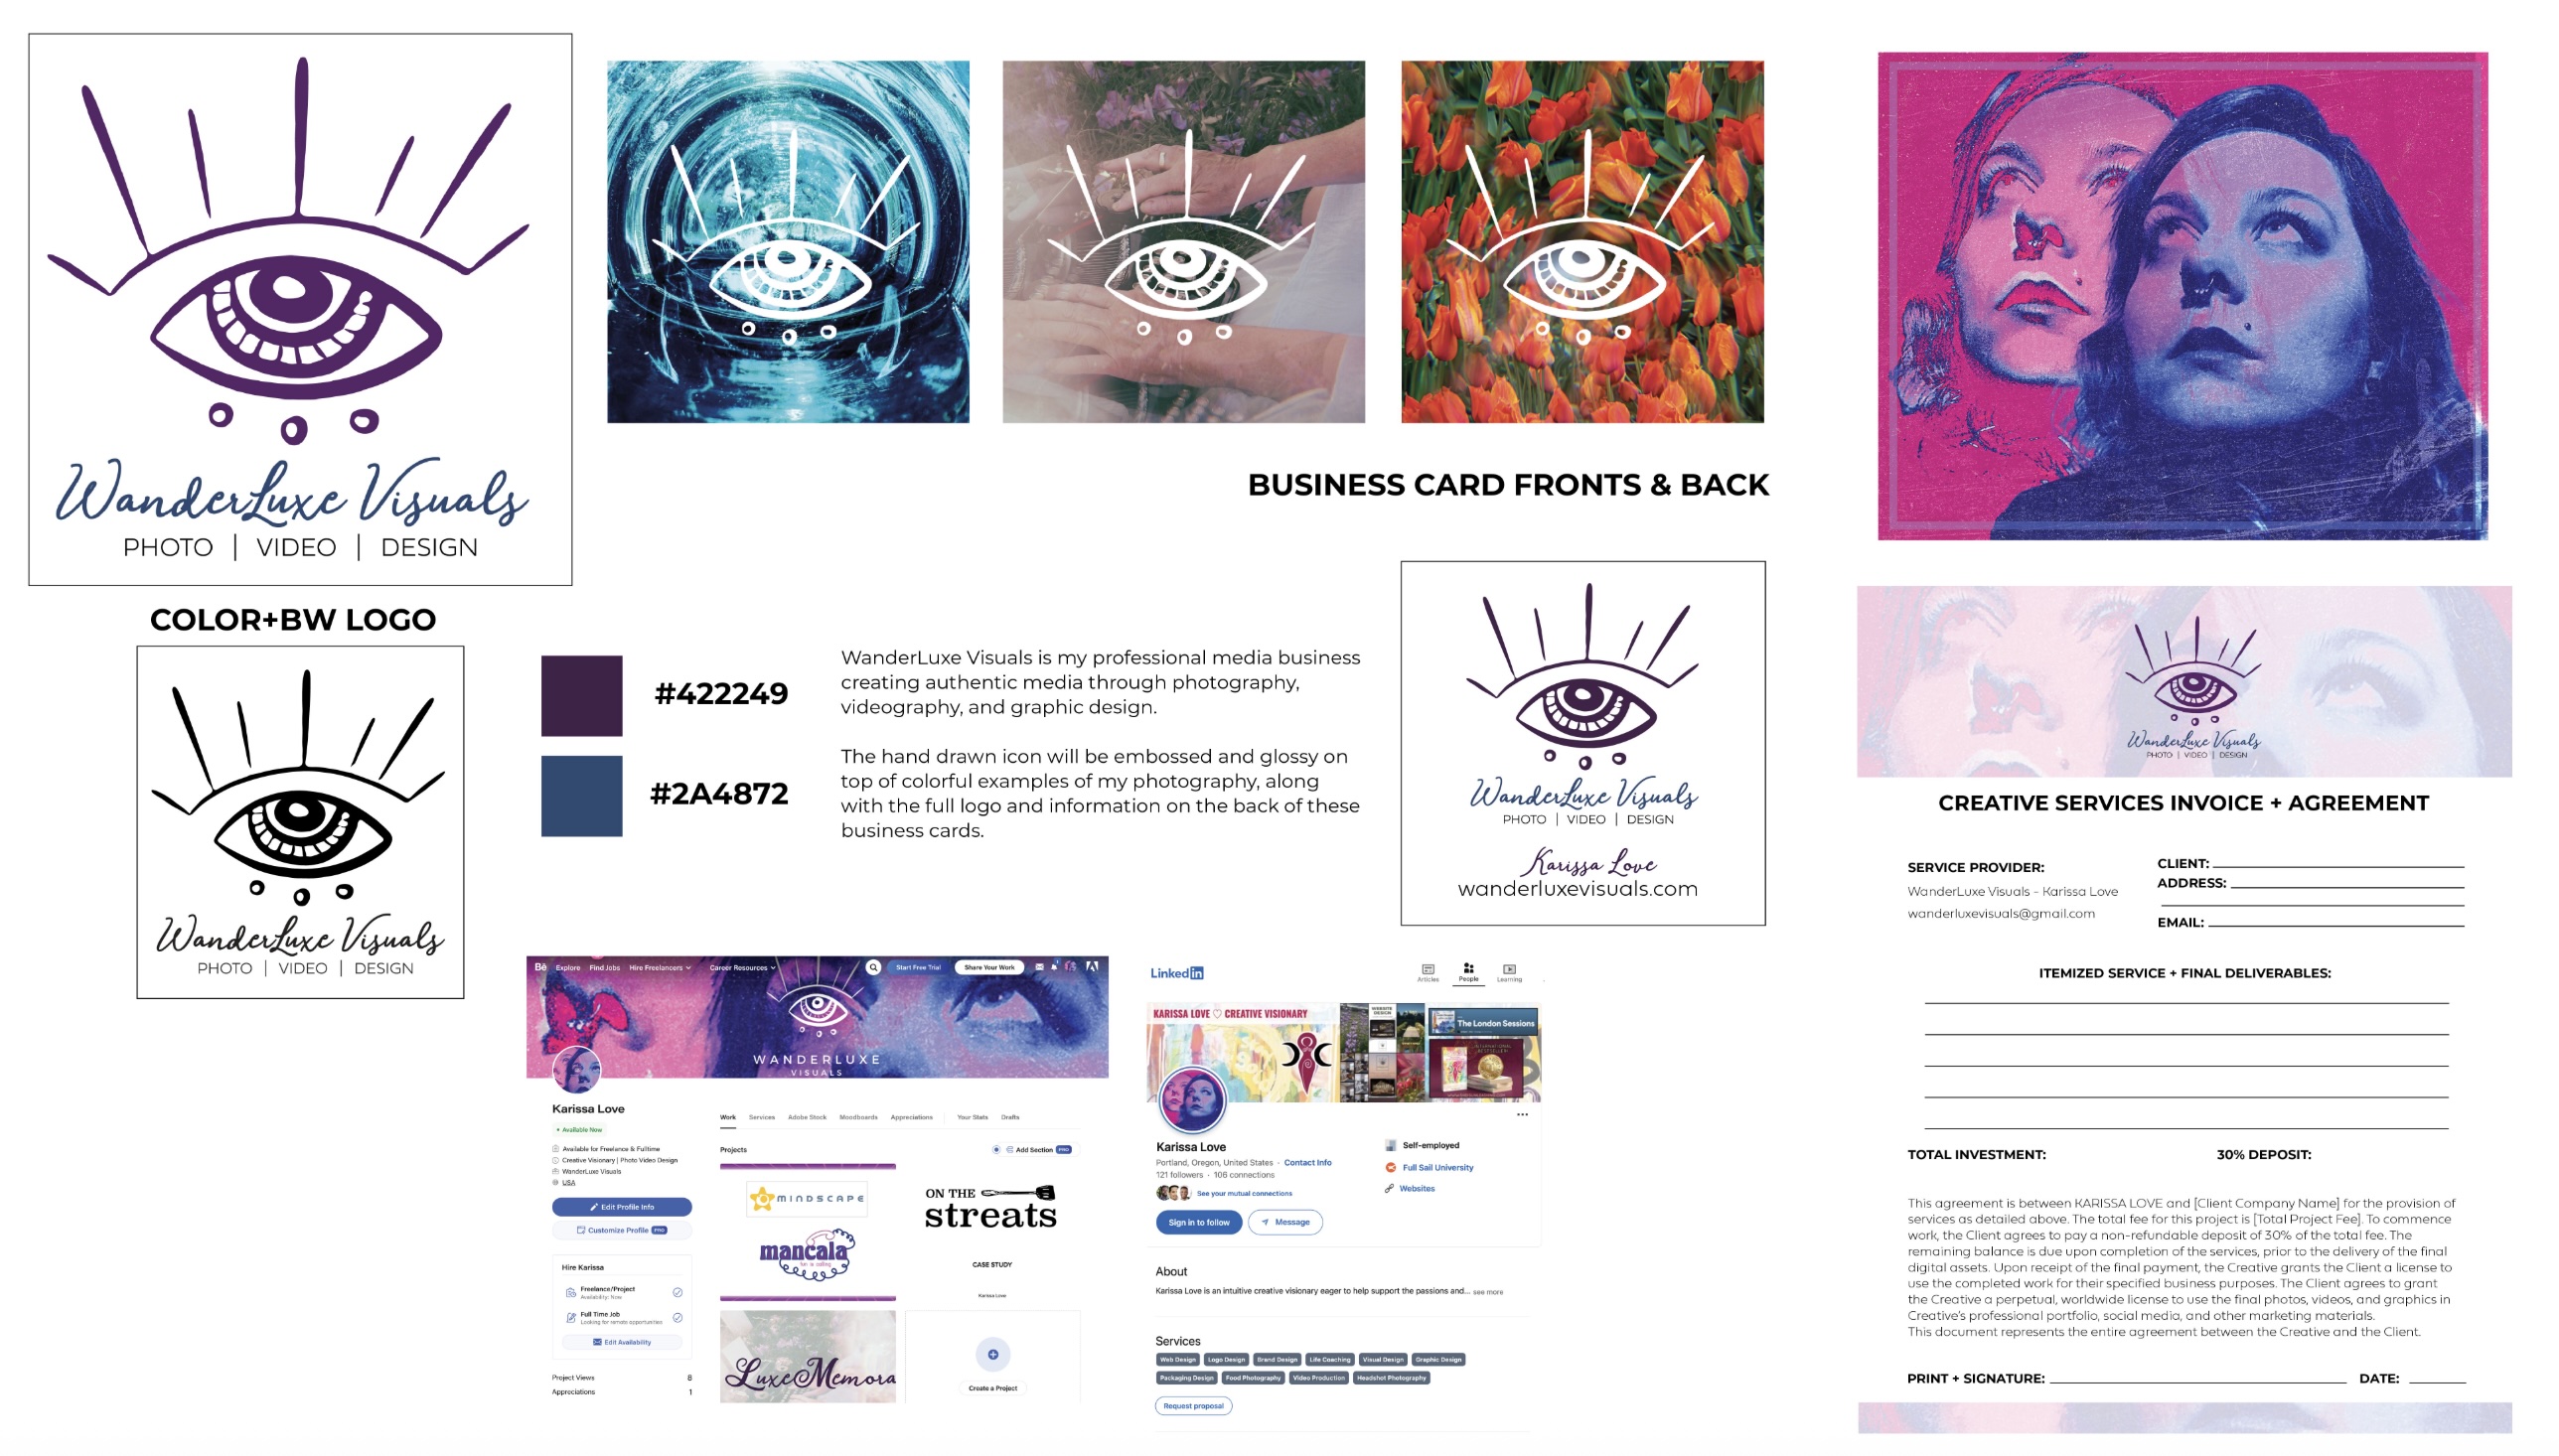 WanderLuxe Visuals
PHOTO | VIDEO | DESIGN
COLOR+BW LOGO
WanderLuxe Visuals
PHOTO | VIDEO | DESIGN
BUSINESS CARD FRONTS & BACK
#422249
#2A4872
WanderLuxe Visuals is my professional media business
creating authentic media through photography,
videography, and graphic design.
The hand drawn icon will be embossed and glossy on
top of colorful examples of my photography, along
with the full logo and information on the back of these
business cards.
WanderLuxe Visuals
PHOTO | VIDEO | DESIGN
Karissa Love
wanderluxevisuals.com
Bē Explore Find Jobs Hire Freelancers Career Resources Start Free Trial Share Your Work
WANDERLUXE
VISUALS
Karissa Love
Available Now
Available for Freelance & Fulltime
Creative Visionary | Photo Video Design
WanderLuxe Visuals
USA
Edit Profile Info
Customize Profile PRO
Hire Karissa
Freelance/Project
Availability: Now
Full Time Job
Looking for remote opportunities
Edit Availability
Project Views 8
Appreciations 1
Work Services Adobe Stock Moodboards Appreciations Your Stats Drafts
Projects
Add Section PRO
MINDSCAPE
mancala
ON THE
streats
CASE STUDY
Karissa Love
LuxeMemora
Create a Project
LinkedIn
Articles People Learning
KARISSA LOVE ♡ CREATIVE VISIONARY
WEBSITE
DESIGN
The London Sessions
INTERNATIONAL
BESTSELLER
Karissa Love
Portland, Oregon, United States · Contact Info
121 followers · 106 connections
See your mutual connections
Sign in to follow
Message
Self-employed
Full Sail University
Websites
About
Karissa Love is an intuitive creative visionary eager to help support the passions and... see more
Services
Web Design Logo Design Brand Design Life Coaching Visual Design Graphic Design
Packaging Design Food Photography Video Production Headshot Photography
Request proposal
WanderLuxe Visuals
PHOTO | VIDEO | DESIGN
CREATIVE SERVICES INVOICE + AGREEMENT
SERVICE PROVIDER:
WanderLuxe Visuals - Karissa Love
wanderluxevisuals@gmail.com
CLIENT:
ADDRESS:
EMAIL:
ITEMIZED SERVICE + FINAL DELIVERABLES:
TOTAL INVESTMENT:
30% DEPOSIT:
This agreement is between KARISSA LOVE and [Client Company Name] for the provision of
services as detailed above. The total fee for this project is [Total Project Fee]. To commence
work, the Client agrees to pay a non-refundable deposit of 30% of the total fee. The
remaining balance is due upon completion of the services, prior to the delivery of the final
digital assets. Upon receipt of the final payment, the Creative grants the Client a license to
use the completed work for their specified business purposes. The Client agrees to grant
the Creative a perpetual, worldwide license to use the final photos, videos, and graphics in
Creative's professional portfolio, social media, and other marketing materials.
This document represents the entire agreement between the Creative and the Client.
PRINT + SIGNATURE:
DATE: